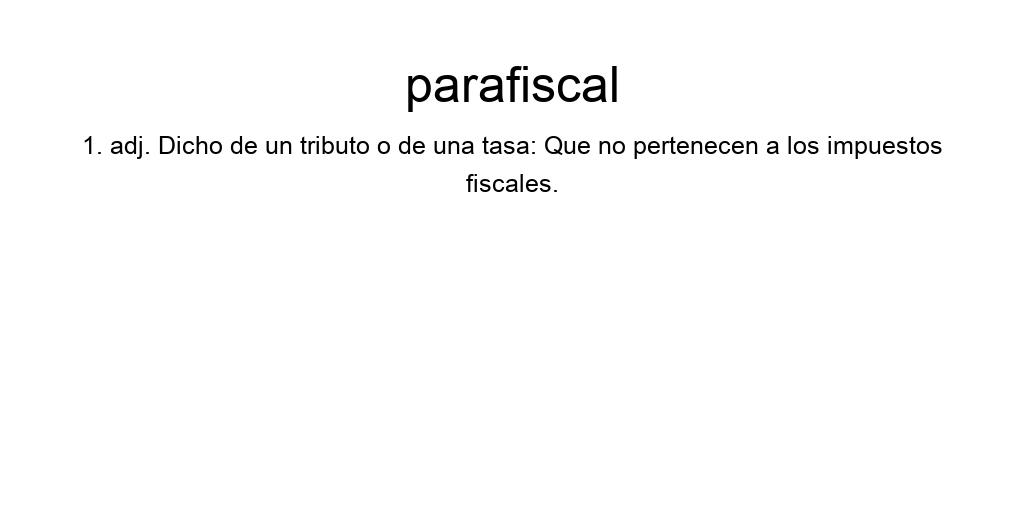 parafiscal
1. adj. Dicho de un tributo o de una tasa: Que no pertenecen a los impuestos
fiscales.